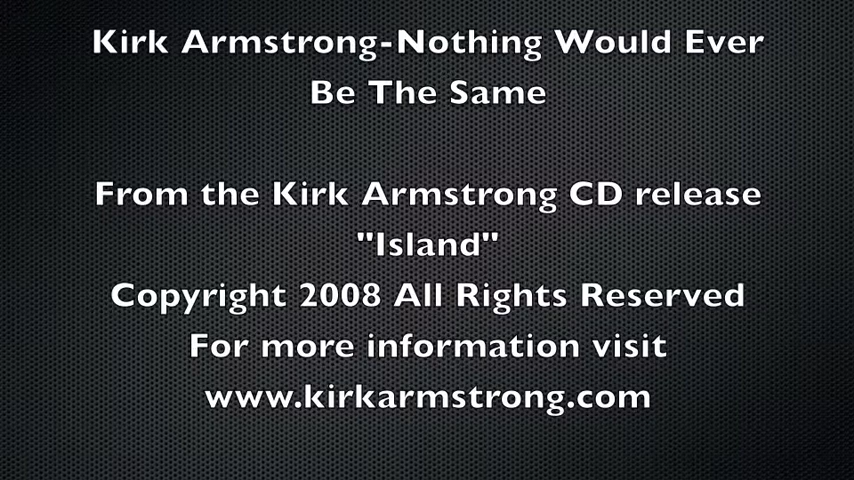 Kirk Armstrong-Nothing Would Ever
Be The Same
From the Kirk Armstrong CD release
"Island"
Copyright 2008 All Rights Reserved
For more information visit
www.kirkarmstrong.com